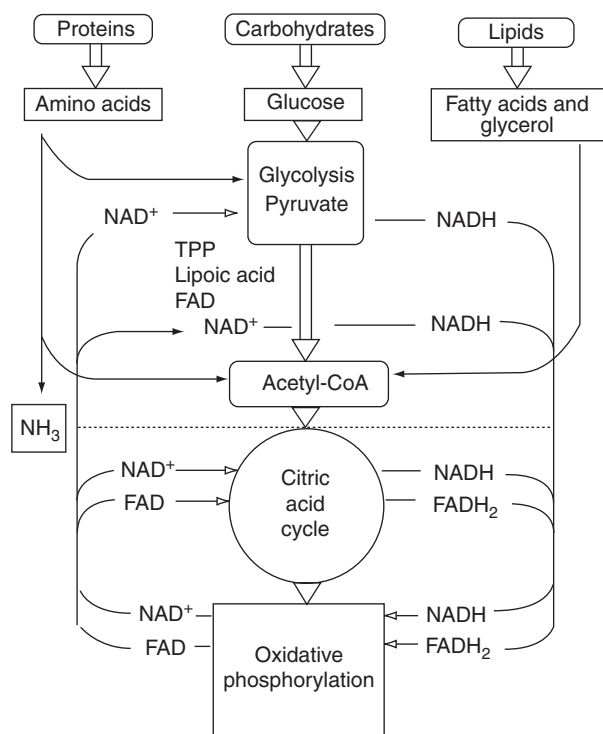 Proteins
Carbohydrates
Lipids
Amino acids
Glucose
Fatty acids and
glycerol
Glycolysis
Pyruvate
NAD⁺
NADH
TPP
Lipoic acid
FAD
NAD⁺
NADH
Acetyl-CoA
NH₃
NAD⁺
NADH
FAD
FADH₂
Citric
acid
cycle
NAD⁺
NADH
FAD
FADH₂
Oxidative
phosphorylation